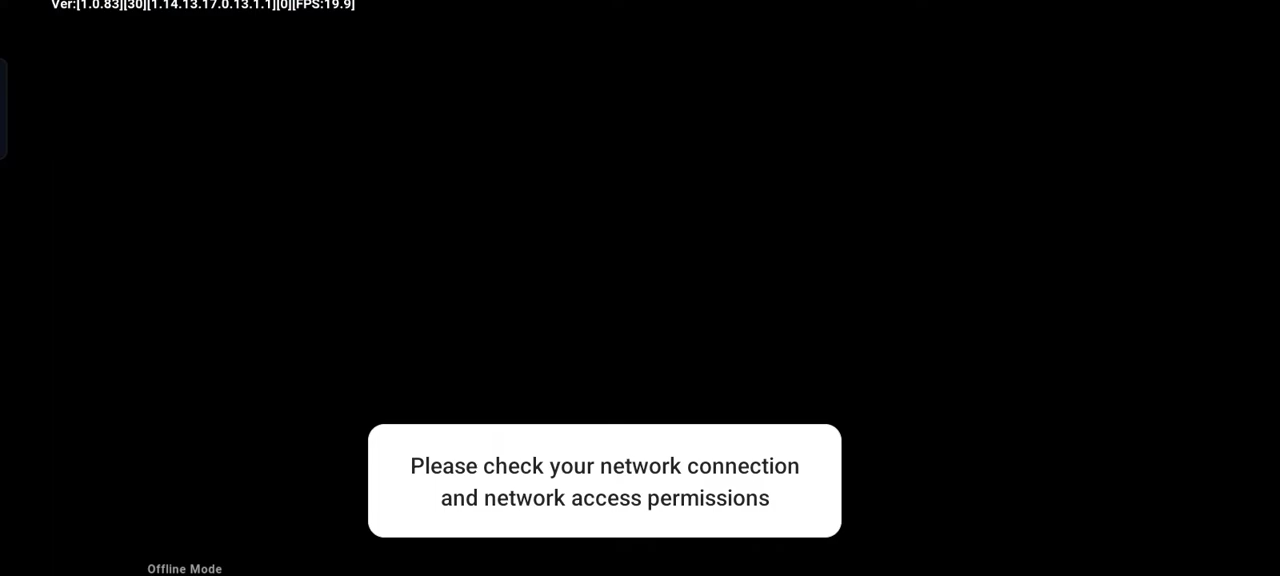 Ver:[1.0.83][30][1.14.13.17.0.13.1.1][0][FPS:19.9]
Please check your network connection
and network access permissions
Offline Mode